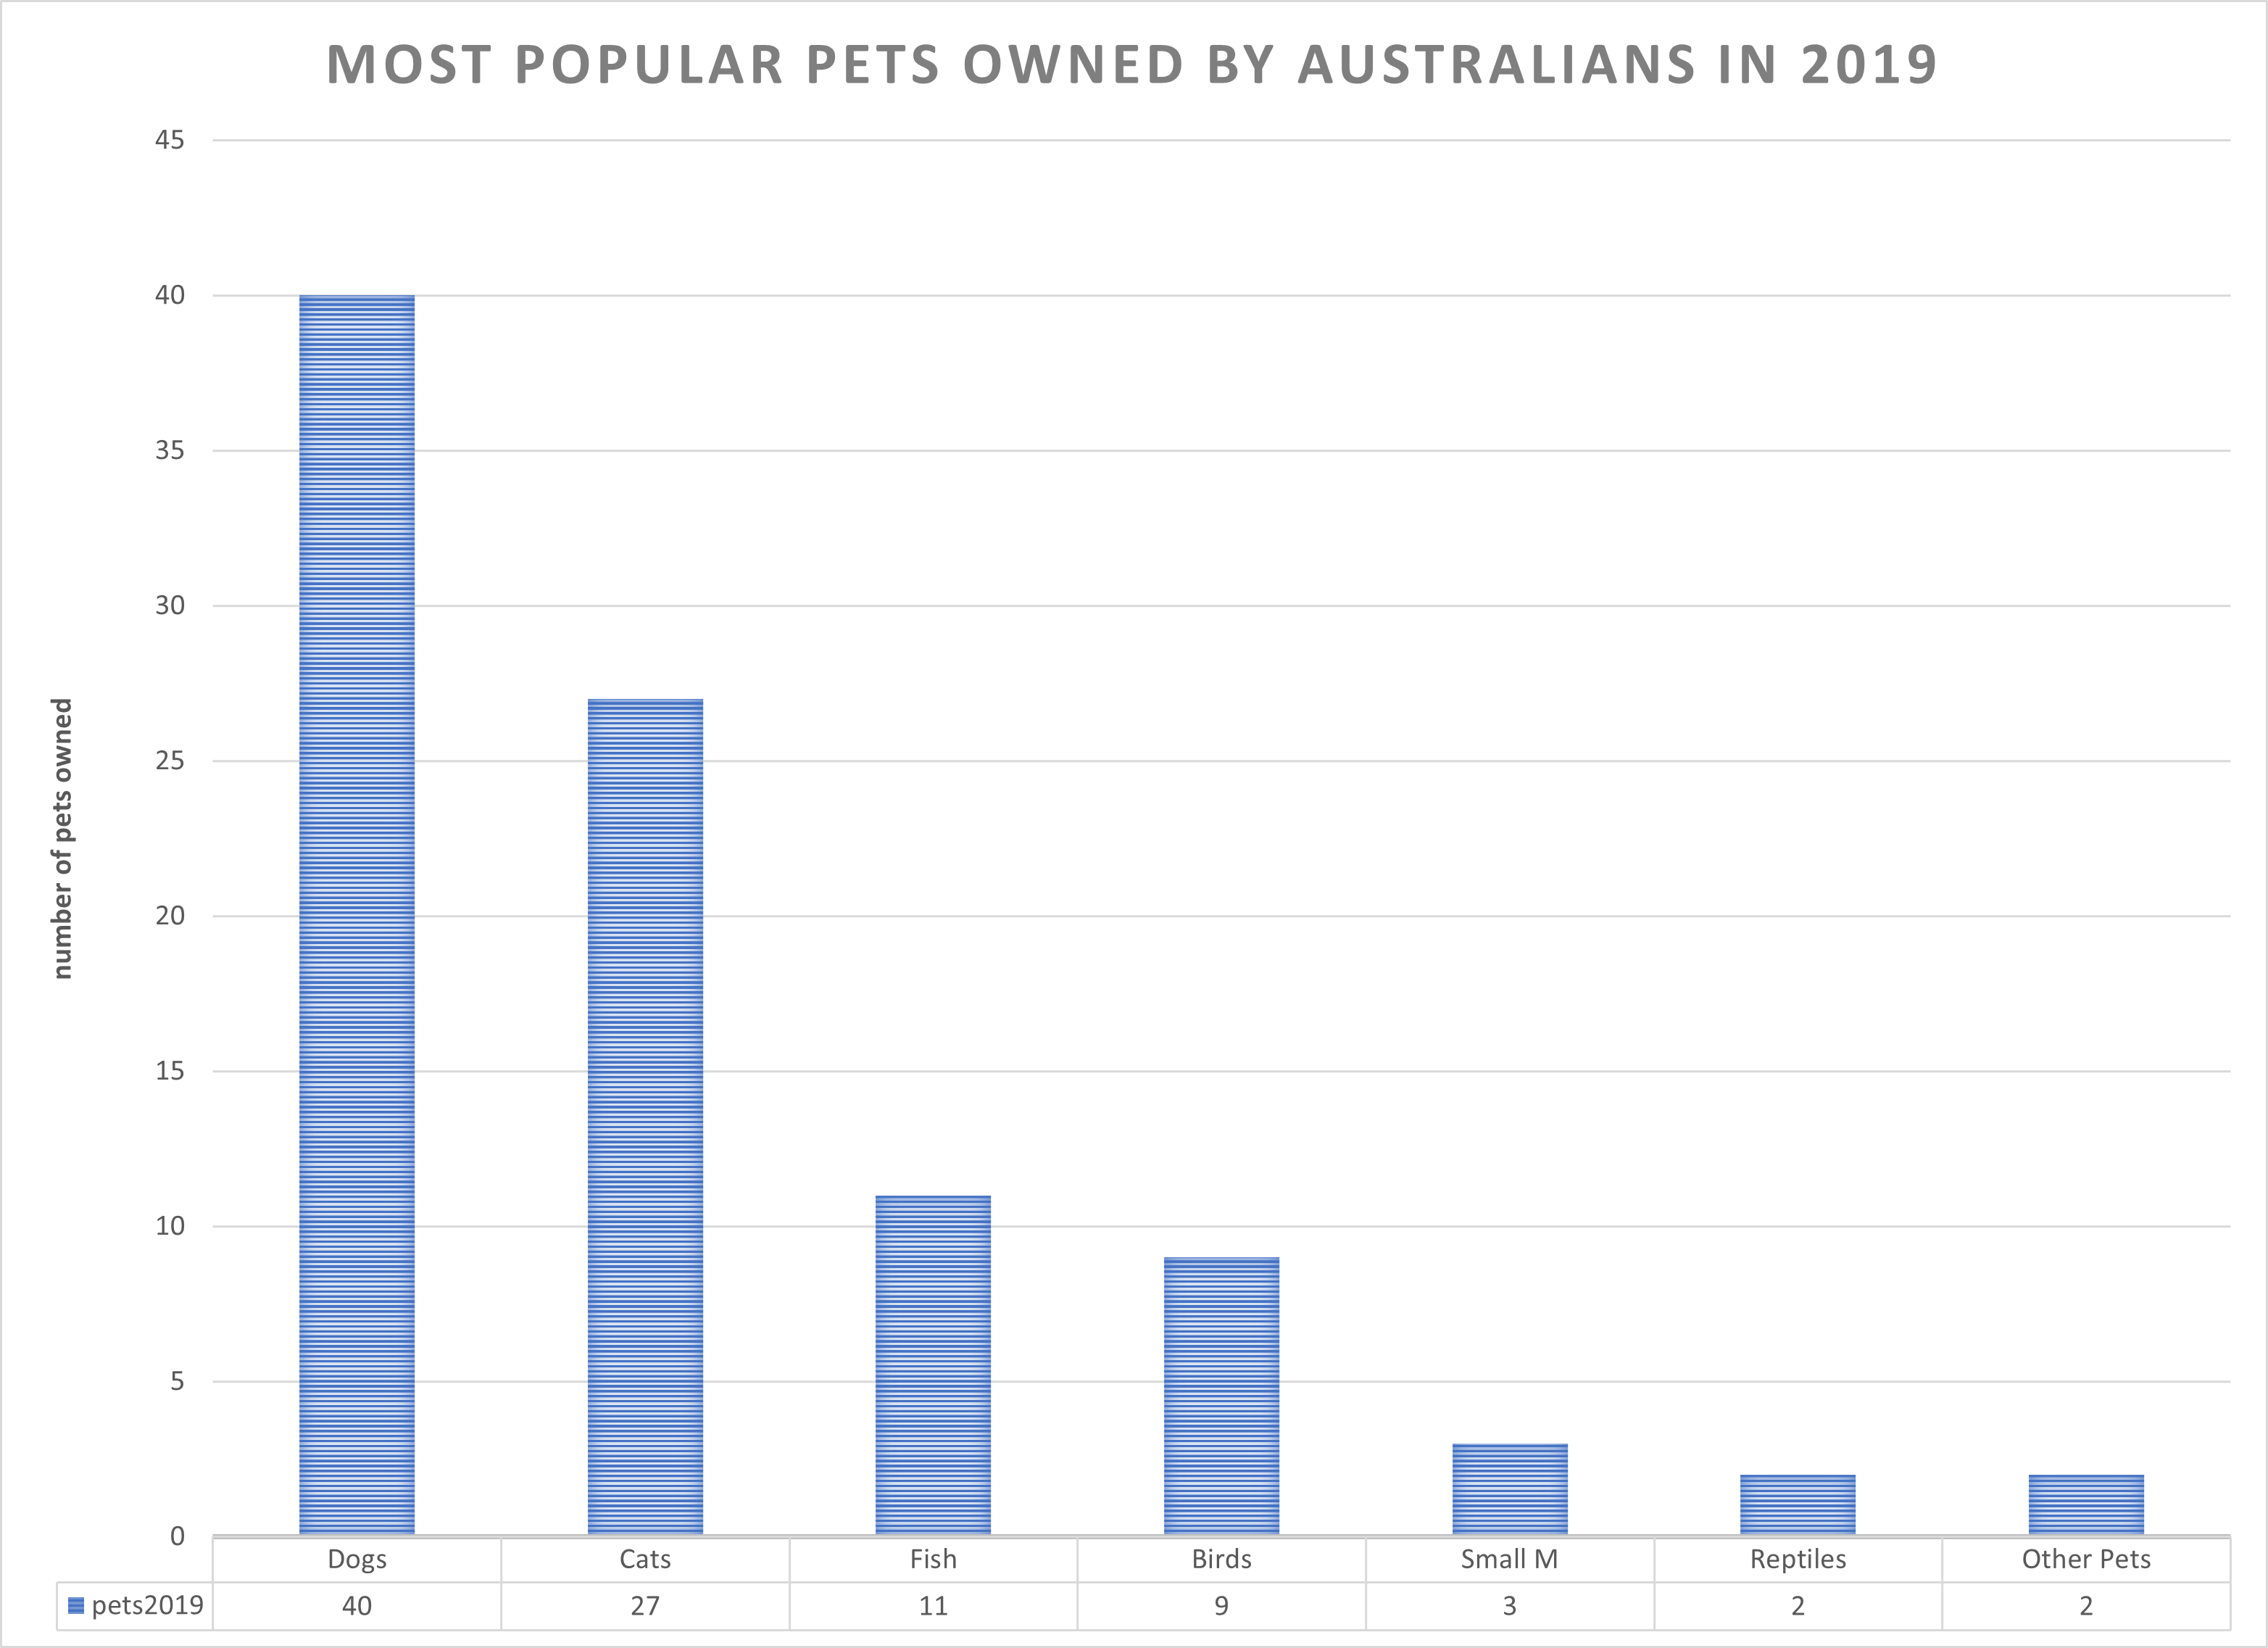 MOST POPULAR PETS OWNED BY AUSTRALIANS IN 2019
45
40
35
30
25
20
15
10
5
0
number of pets owned
Dogs Cats Fish Birds Small M Reptiles Other Pets
pets2019 40 27 11 9 3 2 2